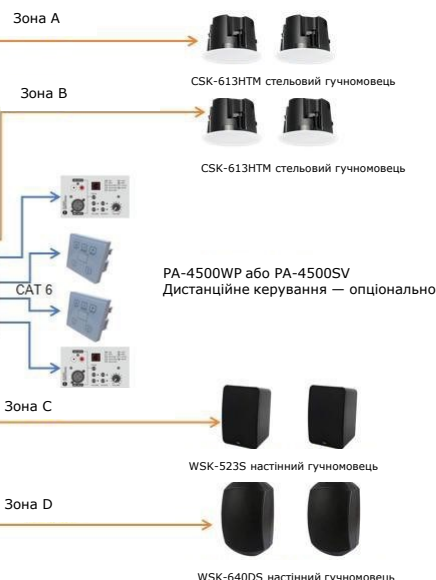 Зона A
CSK-613HTM стельовий гучномовець
Зона B
CSK-613HTM стельовий гучномовець
PA-4500WP або PA-4500SV
Дистанційне керування — опціонально
CAT 6
Зона C
WSK-523S настінний гучномовець
Зона D
WSK-640DS настінний гучномовець